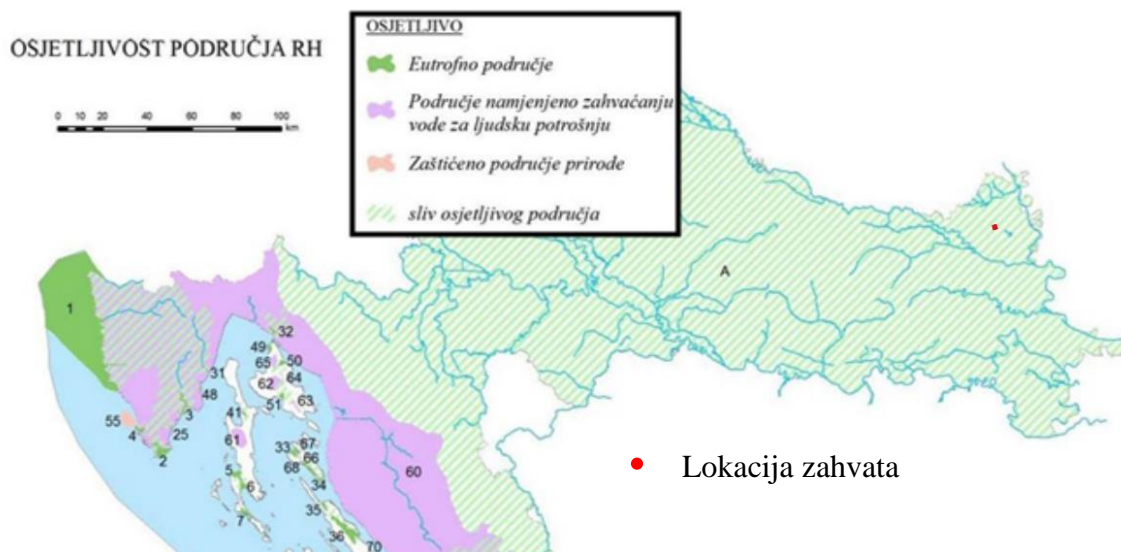 OSJETLJIVOST PODRUČJA RH
0 10 20 40 60 80 100
km
OSJETLJIVO
Eutrofno područje
Područje namjenjeno zahvaćanju
vode za ljudsku potrošnju
Zaštićeno područje prirode
sliv osjetljivog područja
A
1
32
49
50
31
65
64
62
48
51
63
3
41
55
4
25
61
67
33
66
2
68
60
5
34
6
35
7
36
70
Lokacija zahvata